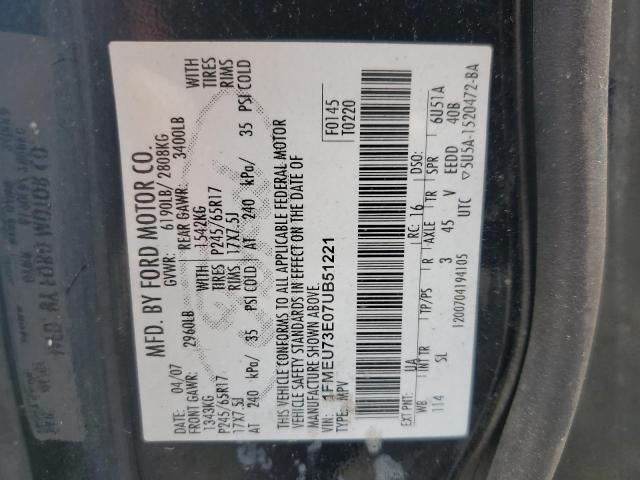 MFD. BY FORD MOTOR CO.
DATE: 04/07 GVWR: 6190LB/ 2808KG
FRONT GAWR: 2960LB REAR GAWR: 3400LB
1343KG 1542KG WITH
P245/65R17 TIRES P245/65R17 TIRES
17X7.5J RIMS 17X7.5J RIMS
AT 240 kPa/ 35 PSI COLD AT 240 kPa/ 35 PSI COLD
THIS VEHICLE CONFORMS TO ALL APPLICABLE FEDERAL MOTOR
VEHICLE SAFETY STANDARDS IN EFFECT ON THE DATE OF
MANUFACTURE SHOWN ABOVE.
VIN: 1FMEU73E07UB51221 F0145
TYPE: MPV T0220
EXT PNT: UA RC: 16 DSO:
WB INT TR TP/PS R AXLE TR SPR 6U51A
114 SL 3 45 V EEDD 40B
UTC ▽5U5A-1520472-BA
1200704194105